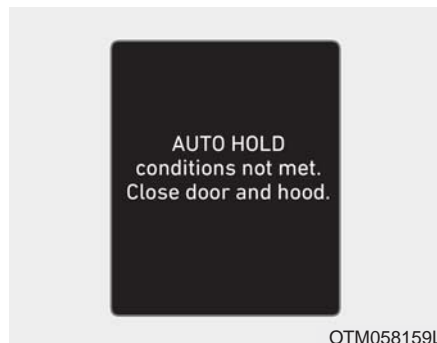 AUTO HOLD
conditions not met.
Close door and hood.
OTM058159L